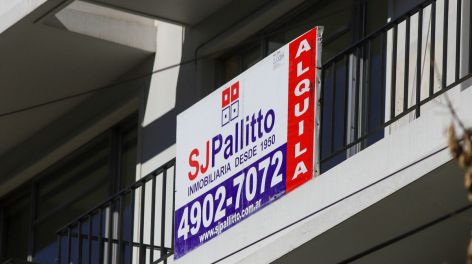 SJPallitto
INMOBILIARIA DESDE 1950
4902-7072
www.sjpallitto.com.ar
ALQUILA